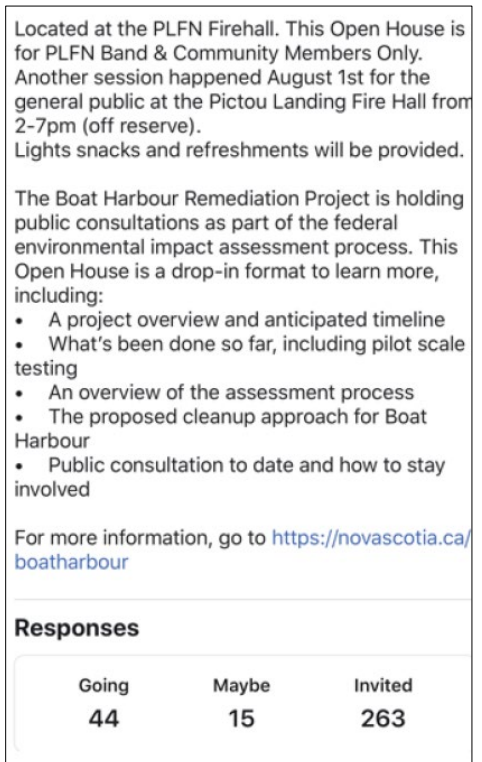 Located at the PLFN Firehall. This Open House is
for PLFN Band & Community Members Only.
Another session happened August 1st for the
general public at the Pictou Landing Fire Hall from
2-7pm (off reserve).
Lights snacks and refreshments will be provided.
The Boat Harbour Remediation Project is holding
public consultations as part of the federal
environmental impact assessment process. This
Open House is a drop-in format to learn more,
including:
• A project overview and anticipated timeline
• What's been done so far, including pilot scale
testing
• An overview of the assessment process
• The proposed cleanup approach for Boat
Harbour
• Public consultation to date and how to stay
involved
For more information, go to https://novascotia.ca/
boatharbour
Responses
Going Maybe Invited
44 15 263